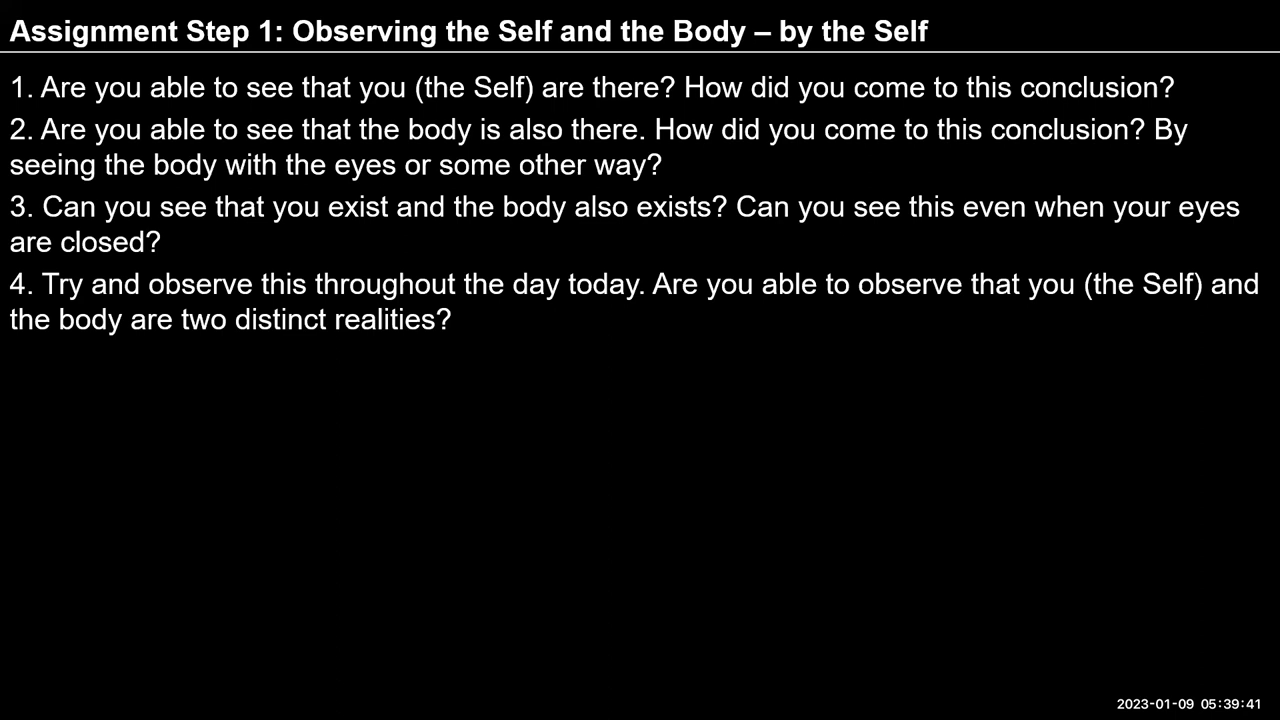 Assignment Step 1: Observing the Self and the Body – by the Self
1. Are you able to see that you (the Self) are there? How did you come to this conclusion?
2. Are you able to see that the body is also there. How did you come to this conclusion? By
seeing the body with the eyes or some other way?
3. Can you see that you exist and the body also exists? Can you see this even when your eyes
are closed?
4. Try and observe this throughout the day today. Are you able to observe that you (the Self) and
the body are two distinct realities?
2023-01-09 05:39:41